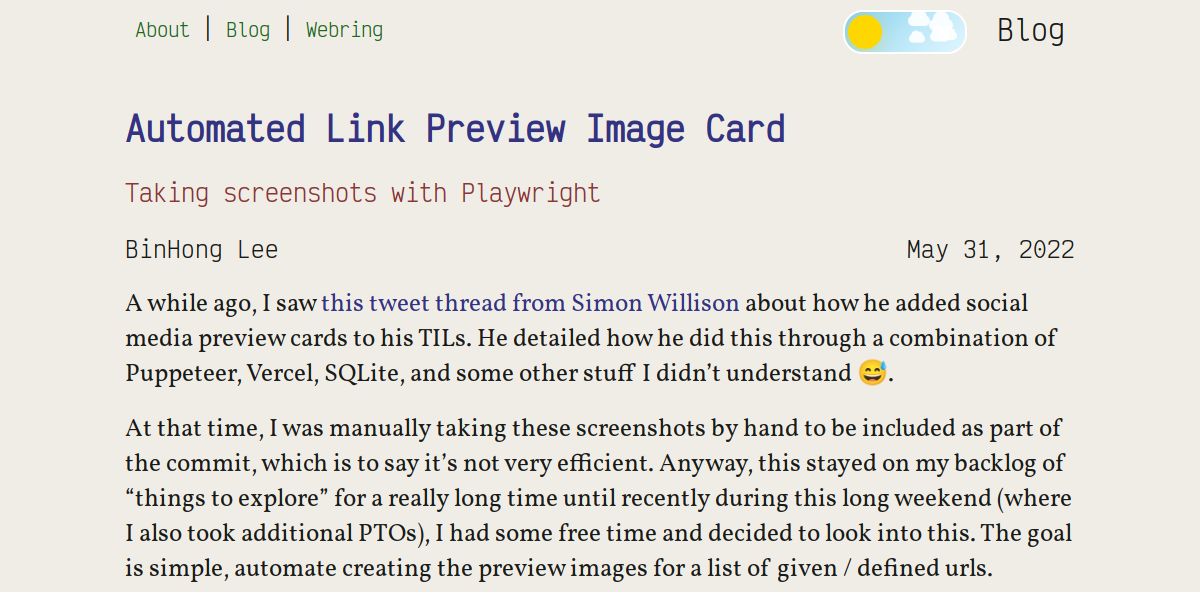 About | Blog | Webring
Blog
Automated Link Preview Image Card
Taking screenshots with Playwright
BinHong Lee
May 31, 2022
A while ago, I saw this tweet thread from Simon Willison about how he added social
media preview cards to his TILs. He detailed how he did this through a combination of
Puppeteer, Vercel, SQLite, and some other stuff I didn’t understand 😅.
At that time, I was manually taking these screenshots by hand to be included as part of
the commit, which is to say it’s not very efficient. Anyway, this stayed on my backlog of
“things to explore” for a really long time until recently during this long weekend (where
I also took additional PTOs), I had some free time and decided to look into this. The goal
is simple, automate creating the preview images for a list of given / defined urls.